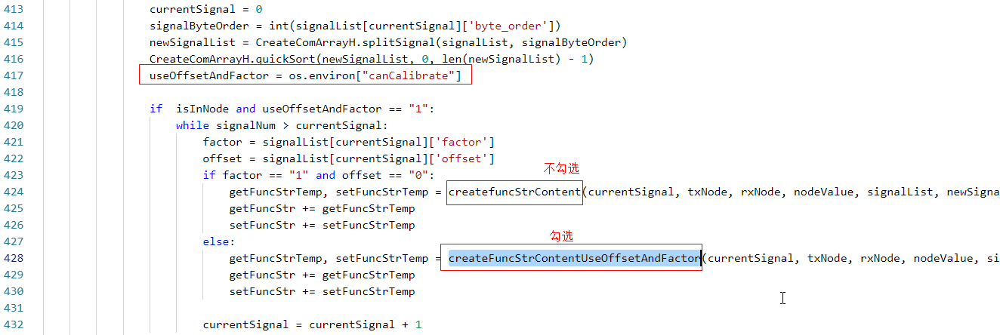 413 currentSignal = 0
414 signalByteOrder = int(signalList[currentSignal]['byte_order'])
415 newSignalList = CreateComArrayH.splitSignal(signalList, signalByteOrder)
416 CreateComArrayH.quickSort(newSignalList, 0, len(newSignalList) - 1)
417 useOffsetAndFactor = os.environ["canCalibrate"]
418
419 if  isInNode and useOffsetAndFactor == "1":
420 while signalNum > currentSignal:
421 factor = signalList[currentSignal]['factor']
422 offset = signalList[currentSignal]['offset']
不勾选
423 if factor == "1" and offset == "0":
424 getFuncStrTemp, setFuncStrTemp = createfuncStrContent(currentSignal, txNode, rxNode, nodeValue, signalList, newSigna
425 getFuncStr += getFuncStrTemp
426 setFuncStr += setFuncStrTemp
勾选
427 else:
428 getFuncStrTemp, setFuncStrTemp = createFuncStrContentUseOffsetAndFactor(currentSignal, txNode, rxNode, nodeValue, si
429 getFuncStr += getFuncStrTemp
430 setFuncStr += setFuncStrTemp
431
432 currentSignal = currentSignal + 1